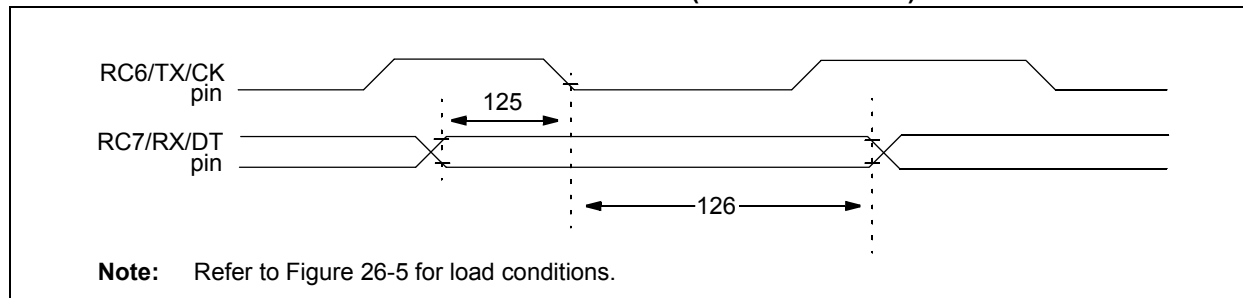 RC6/TX/CK
pin
125
RC7/RX/DT
pin
126
Note: Refer to Figure 26-5 for load conditions.